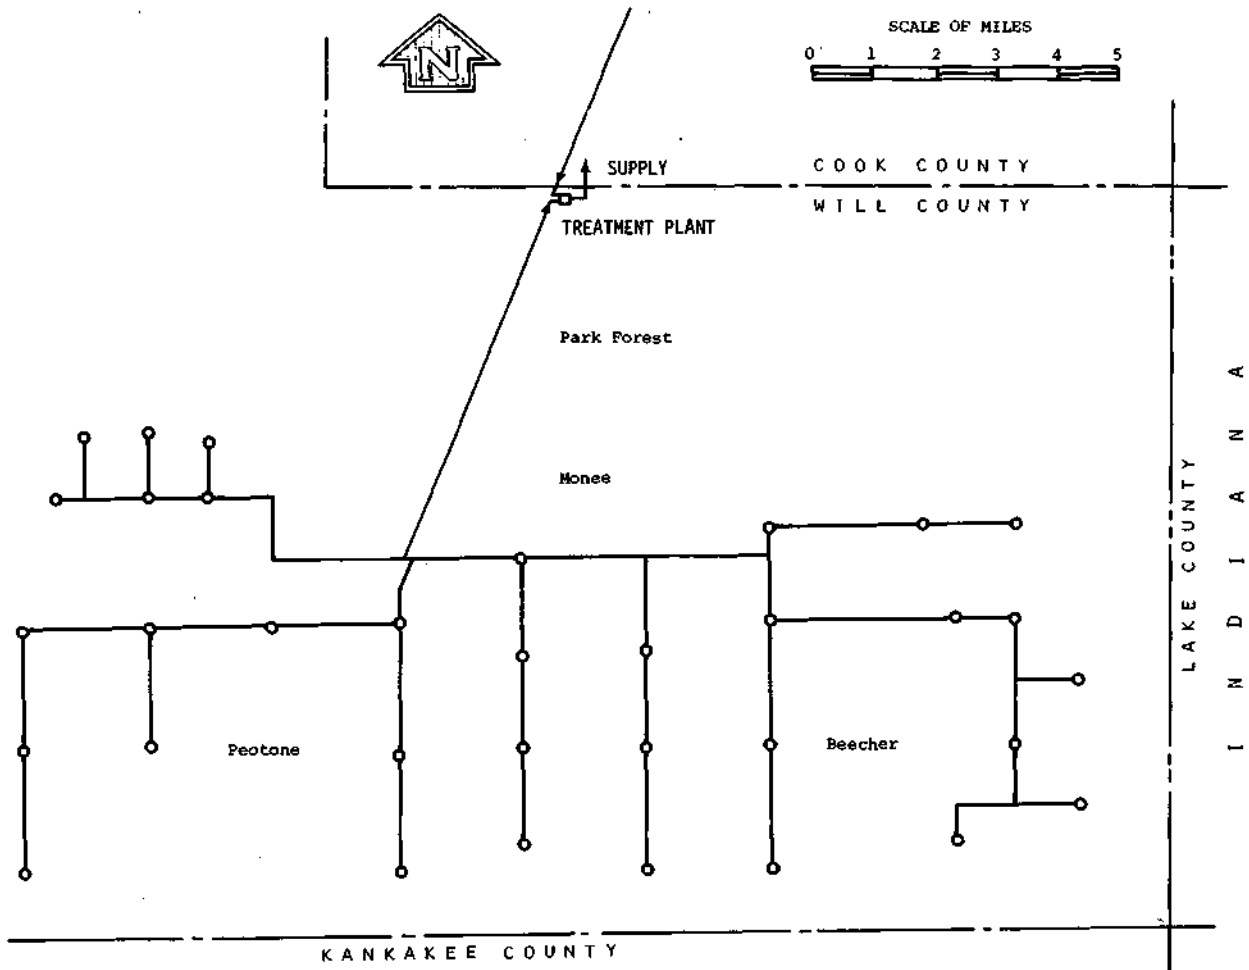 SCALE OF MILES
N
0 1 2 3 4 5
SUPPLY
COOK COUNTY
WILL COUNTY
TREATMENT PLANT
Park Forest
Monee
LAKE COUNTY
INDIANA
Peotone
Beecher
KANKAKEE COUNTY